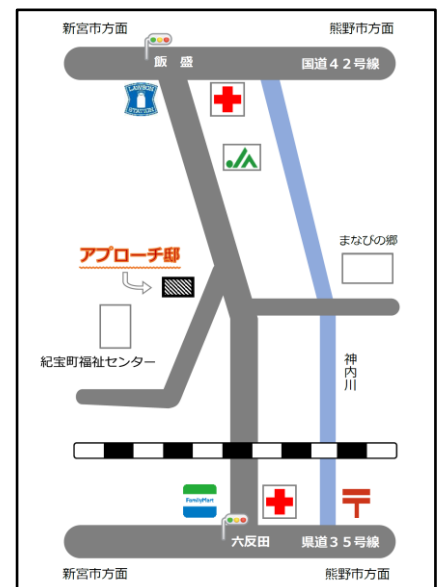 新宮市方面
熊野市方面
飯 盛
国道４２号線
LAWSON
STATION
JA
まなびの郷
アプローチ邸
紀宝町福祉センター
神内川
FamilyMart
六反田
県道３５号線
新宮市方面
熊野市方面